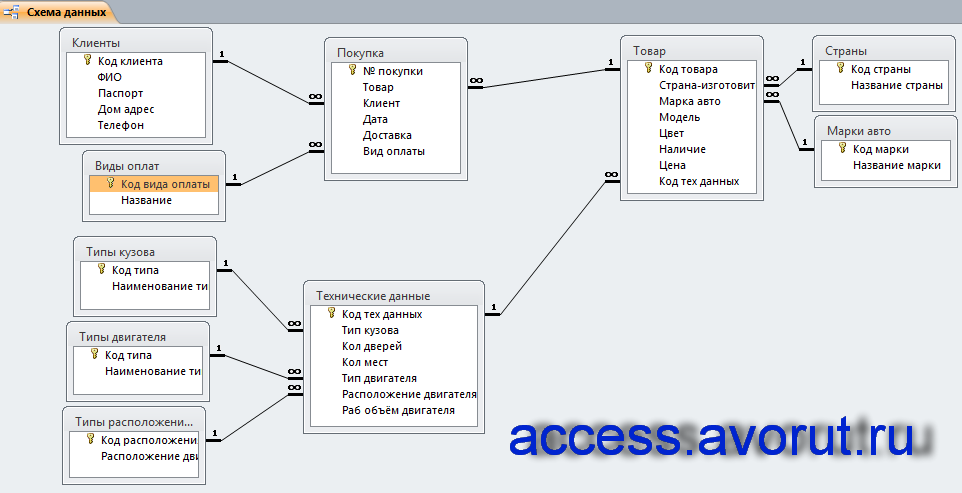 Схема данных
Клиенты
Код клиента
ФИО
Паспорт
Дом адрес
Телефон
1
∞
Покупка
№ покупки
Товар
Клиент
Дата
Доставка
Вид оплаты
∞
1
Товар
Код товара
Страна-изготовит
Марка авто
Модель
Цвет
Наличие
Цена
Код тех данных
∞
1
Страны
Код страны
Название страны
∞
1
Марки авто
Код марки
Название марки
Виды оплат
Код вида оплаты
Название
1
∞
Типы кузова
Код типа
Наименование ти
1
∞
Типы двигателя
Код типа
Наименование ти
1
∞
Типы расположени...
Код расположени
Расположение дви
1
∞
Технические данные
Код тех данных
Тип кузова
Кол дверей
Кол мест
Тип двигателя
Расположение двигателя
Раб объём двигателя
1
∞
access.avorut.ru